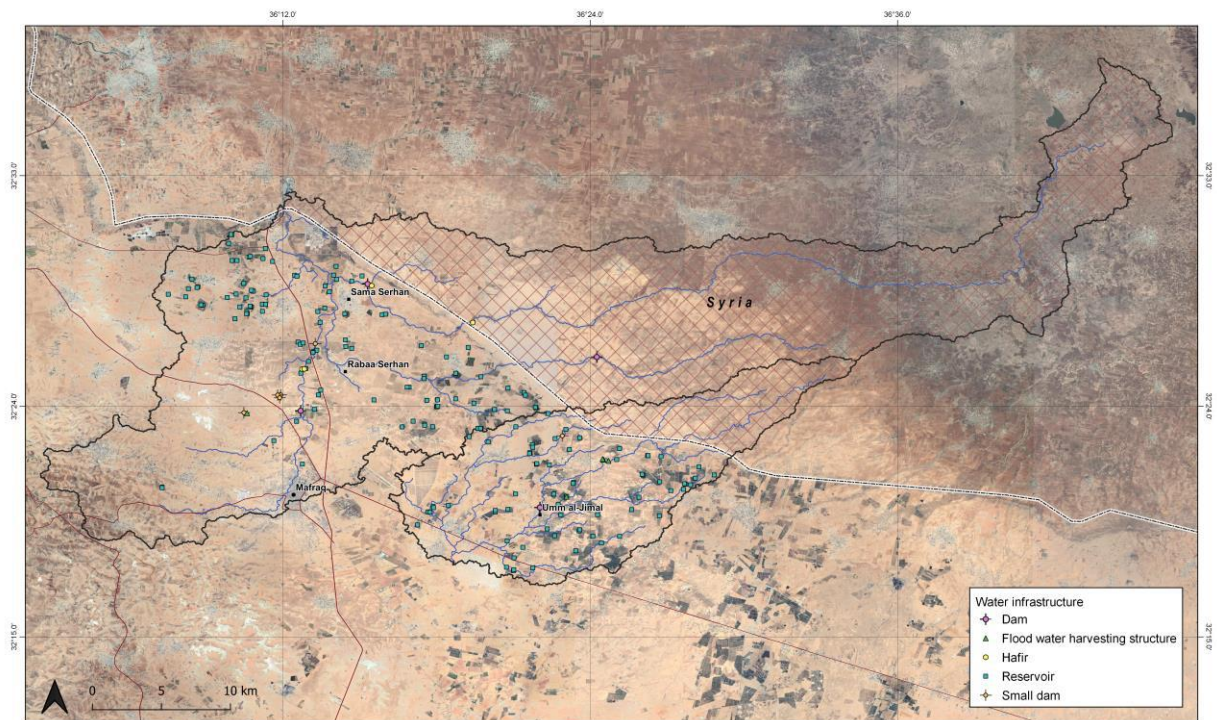 36°12.0'
36°24.0'
36°36.0'
32°33.0'
32°33.0'
Syria
Sama Serhan
Rabaa Serhan
32°24.0'
32°24.0'
Mafraq
Umm al-Jimal
32°15.0'
32°15.0'
Water infrastructure
Dam
Flood water harvesting structure
Hafir
Reservoir
Small dam
0 5 10 km